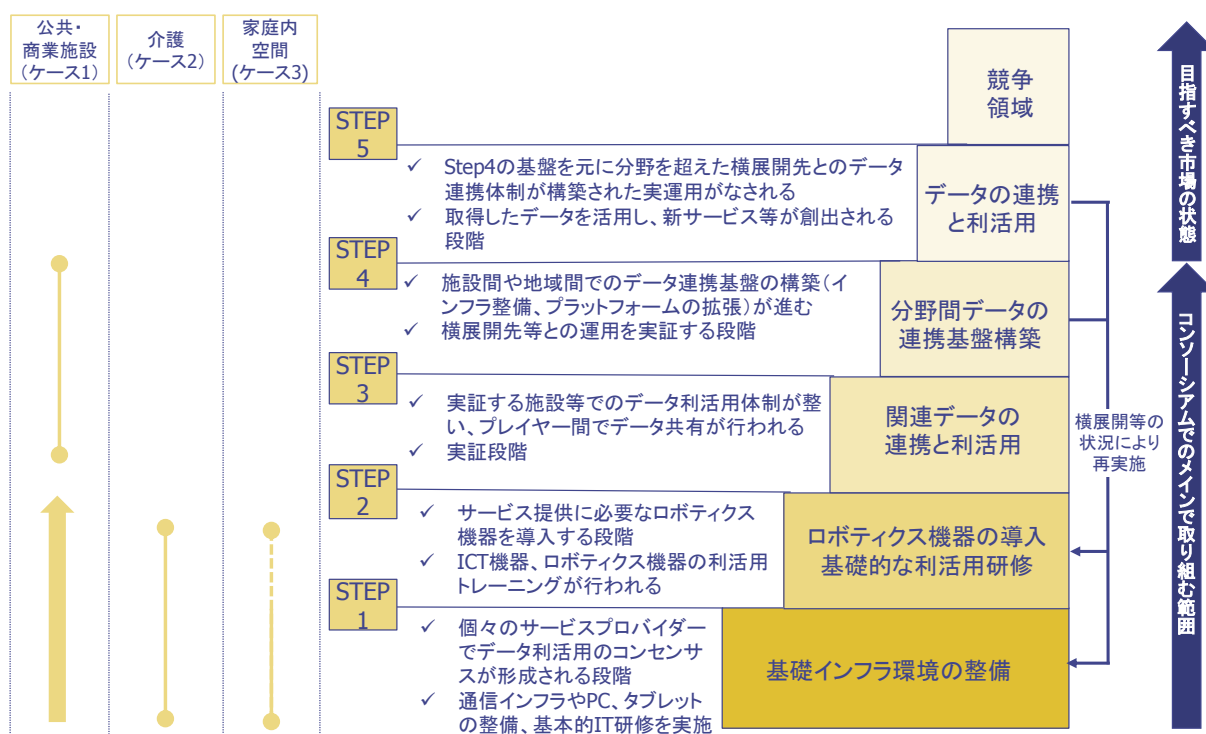 公共・
商業施設
（ケース1）
介護
（ケース2）
家庭内
空間
(ケース3)
競争
領域
STEP
5
✓ Step4の基盤を元に分野を超えた横展開先とのデータ
連携体制が構築された実運用がなされる
✓ 取得したデータを活用し、新サービス等が創出される
段階
データの連携
と利活用
STEP
4
✓ 施設間や地域間でのデータ連携基盤の構築（イ
ンフラ整備、プラットフォームの拡張）が進む
✓ 横展開先等との運用を実証する段階
分野間データの
連携基盤構築
STEP
3
✓ 実証する施設等でのデータ利活用体制が整
い、プレイヤー間でデータ共有が行われる
✓ 実証段階
関連データの
連携と利活用
STEP
2
✓ サービス提供に必要なロボティクス
機器を導入する段階
✓ ICT機器、ロボティクス機器の利活用
トレーニングが行われる
ロボティクス機器の導入
基礎的な利活用研修
STEP
1
✓ 個々のサービスプロバイダー
でデータ利活用のコンセンサ
スが形成される段階
✓ 通信インフラやPC、タブレット
の整備、基本的IT研修を実施
基礎インフラ環境の整備
横展開等の
状況により
再実施
目指すべき市場の状態
コンソーシアムでのメインで取り組む範囲